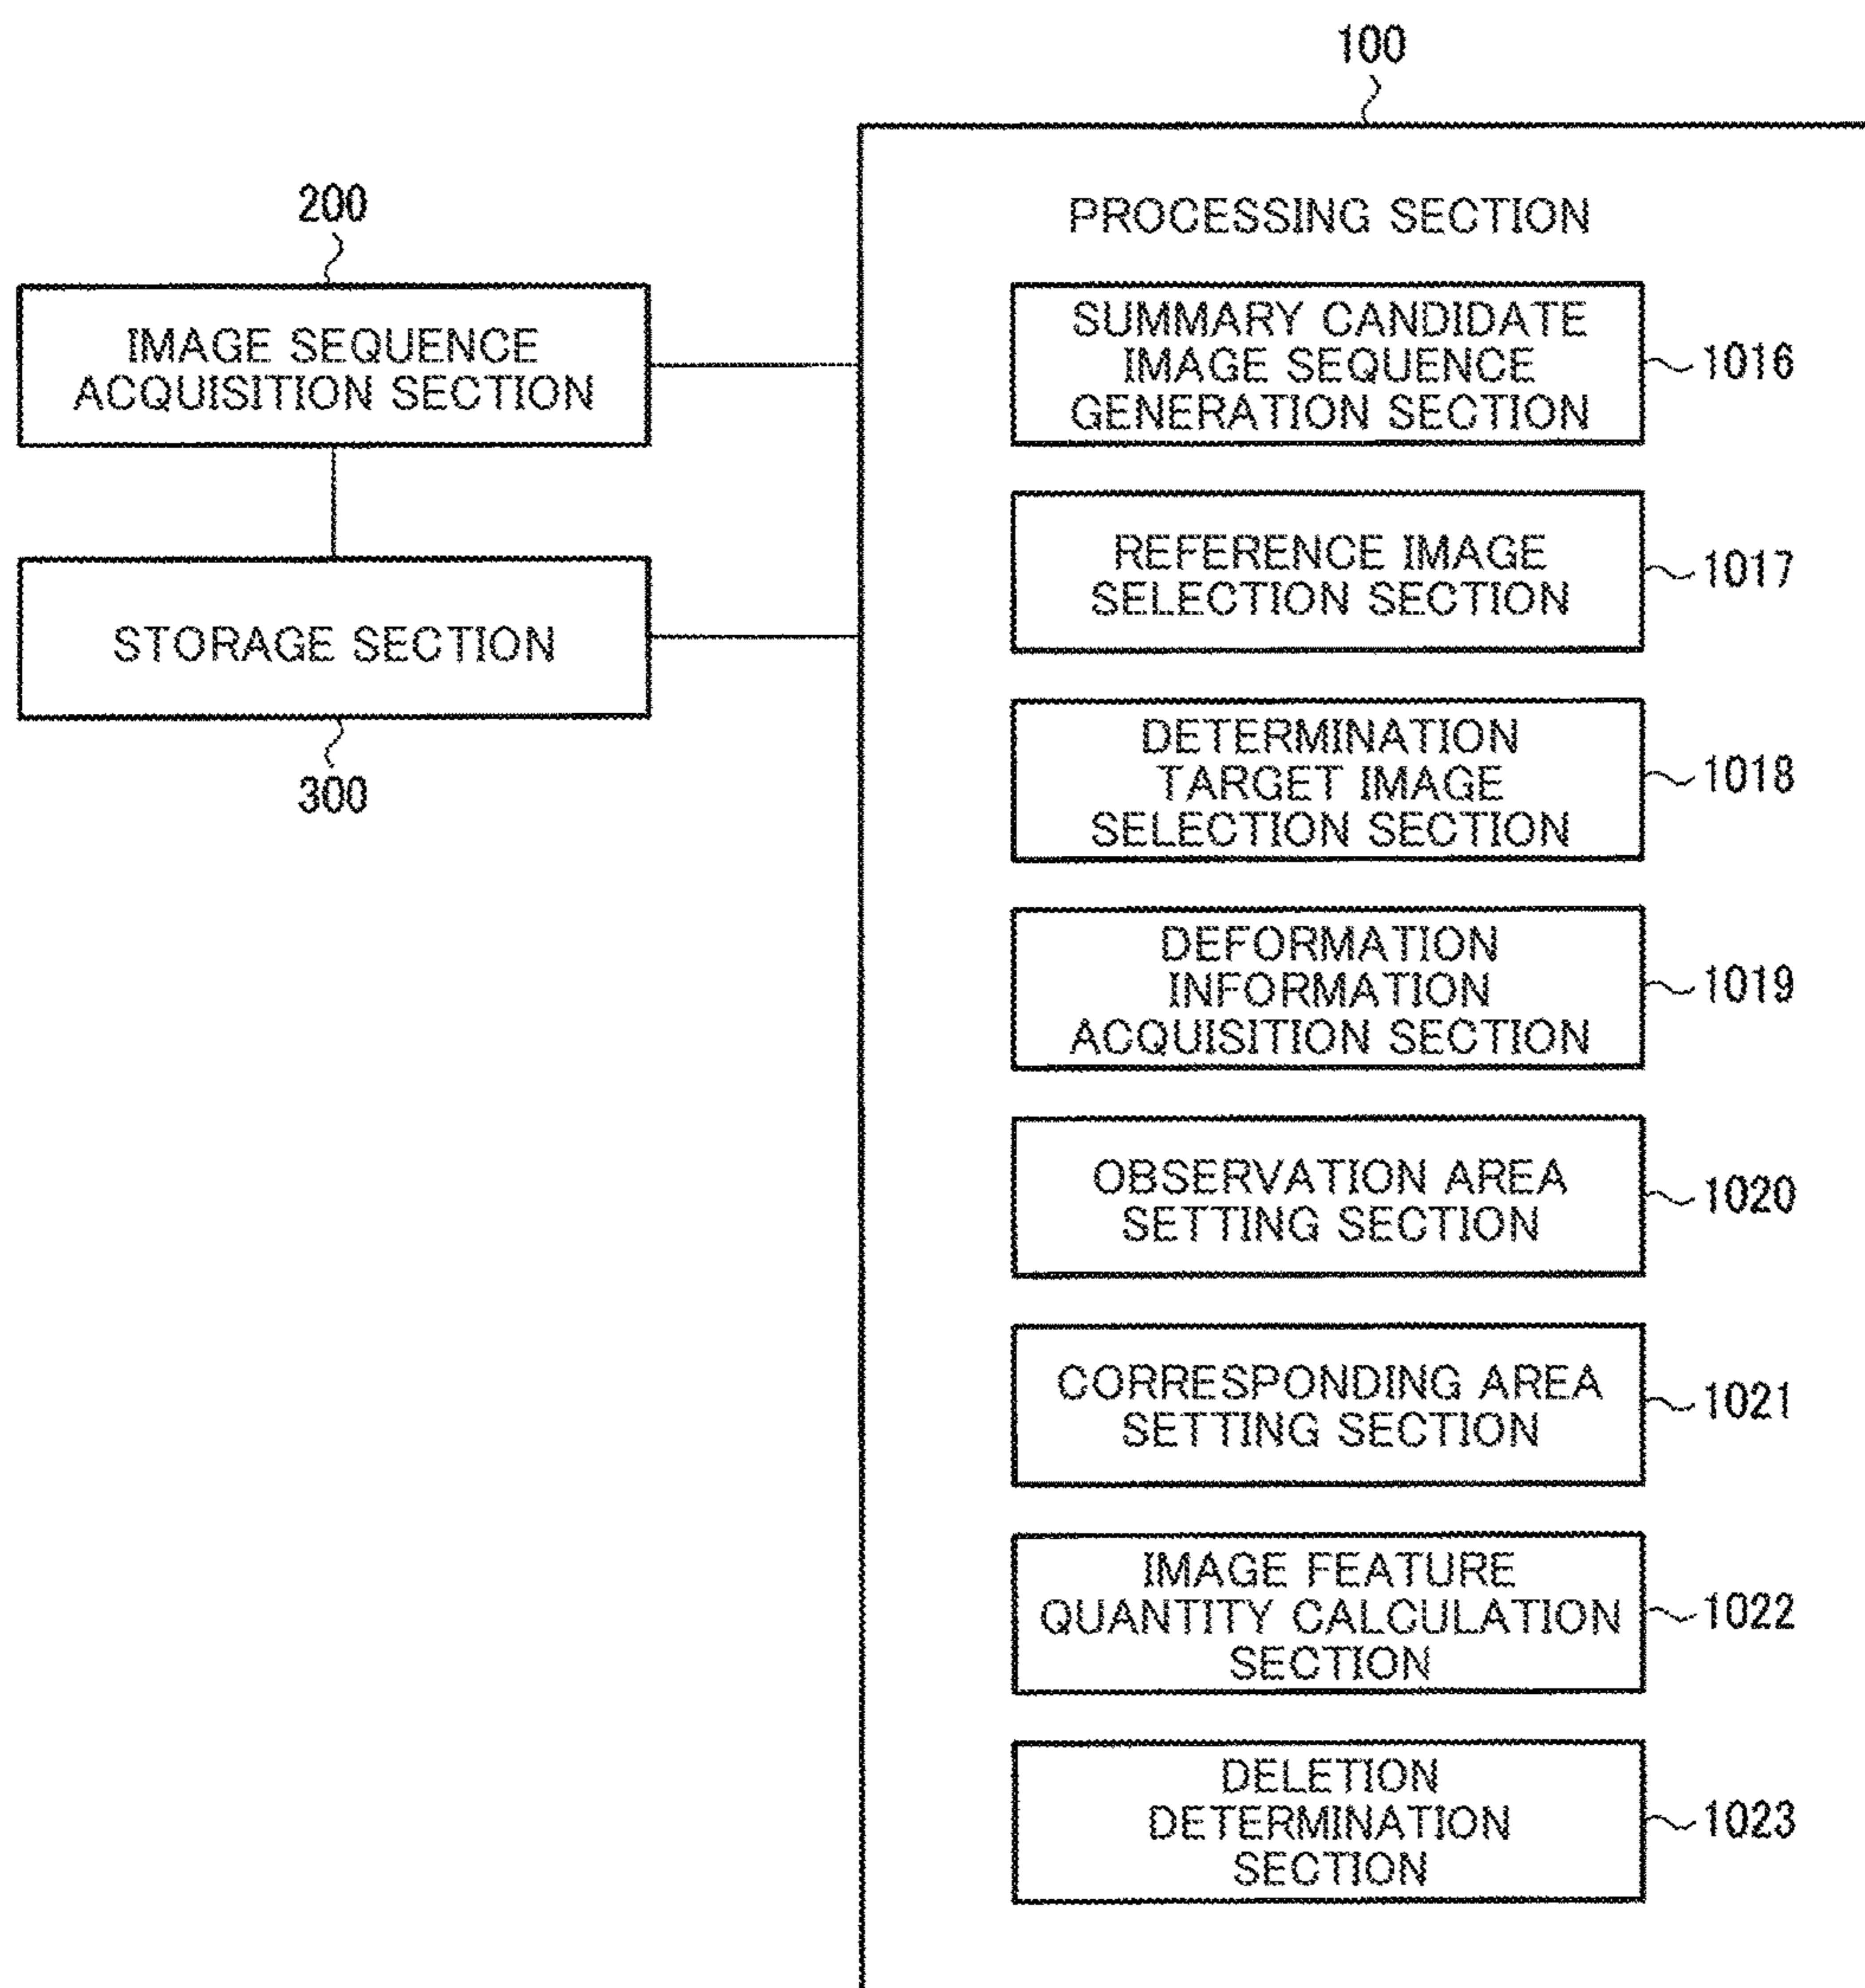 100
PROCESSING SECTION
200
IMAGE SEQUENCE
ACQUISITION SECTION
STORAGE SECTION
300
SUMMARY CANDIDATE
IMAGE SEQUENCE
GENERATION SECTION
1016
REFERENCE IMAGE
SELECTION SECTION
1017
DETERMINATION
TARGET IMAGE
SELECTION SECTION
1018
DEFORMATION
INFORMATION
ACQUISITION SECTION
1019
OBSERVATION AREA
SETTING SECTION
1020
CORRESPONDING AREA
SETTING SECTION
1021
IMAGE FEATURE
QUANTITY CALCULATION
SECTION
1022
DELETION
DETERMINATION
SECTION
1023